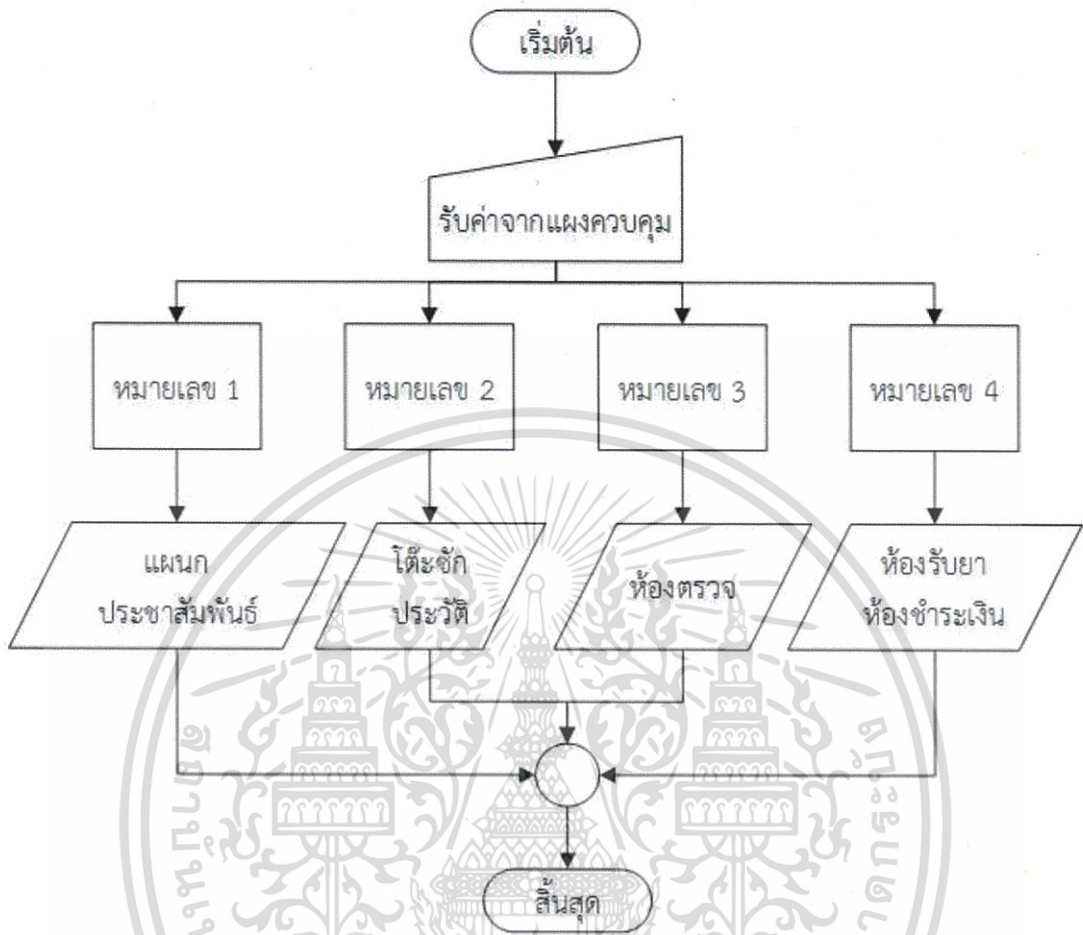 เริ่มต้น
รับค่าจากแผงควบคุม
หมายเลข 1
หมายเลข 2
หมายเลข 3
หมายเลข 4
แผนก
ประชาสัมพันธ์
โต๊ะซัก
ประวัติ
ห้องตรวจ
ห้องรับยา
ห้องชำระเงิน
สิ้นสุด